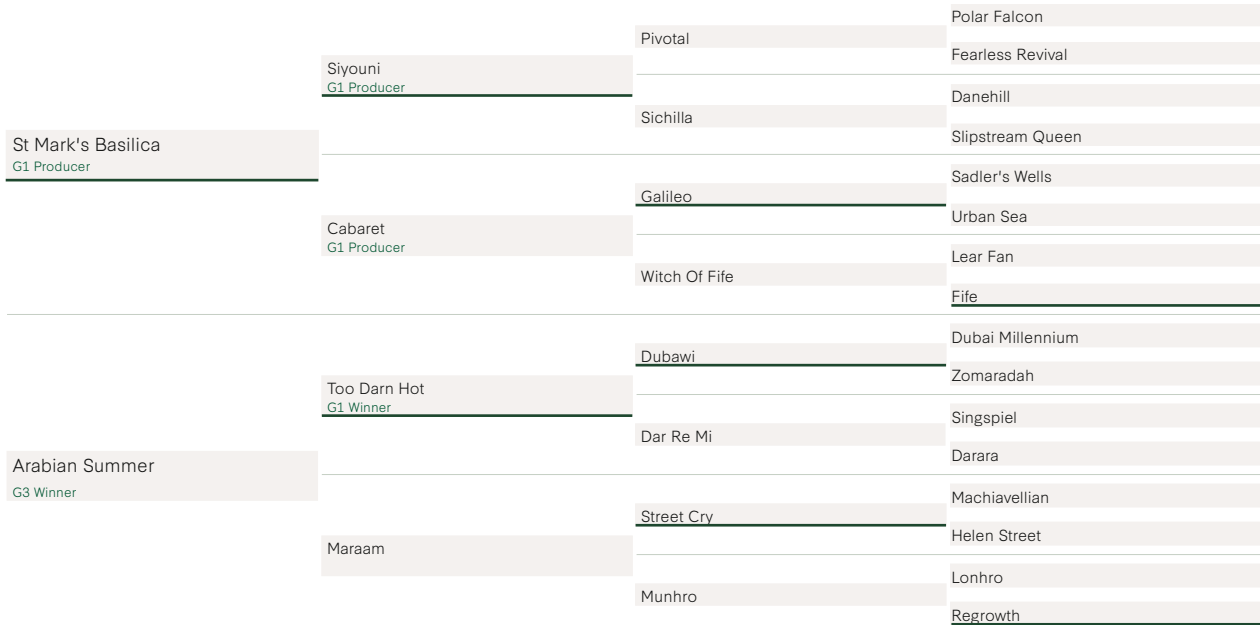 St Mark's Basilica
G1 Producer
Arabian Summer
G3 Winner
Siyouni
G1 Producer
Cabaret
G1 Producer
Too Darn Hot
G1 Winner
Maraam
Pivotal
Sichilla
Galileo
Witch Of Fife
Dubawi
Dar Re Mi
Street Cry
Munhro
Polar Falcon
Fearless Revival
Danehill
Slipstream Queen
Sadler's Wells
Urban Sea
Lear Fan
Fife
Dubai Millennium
Zomaradah
Singspiel
Darara
Machiavellian
Helen Street
Lonhro
Regrowth